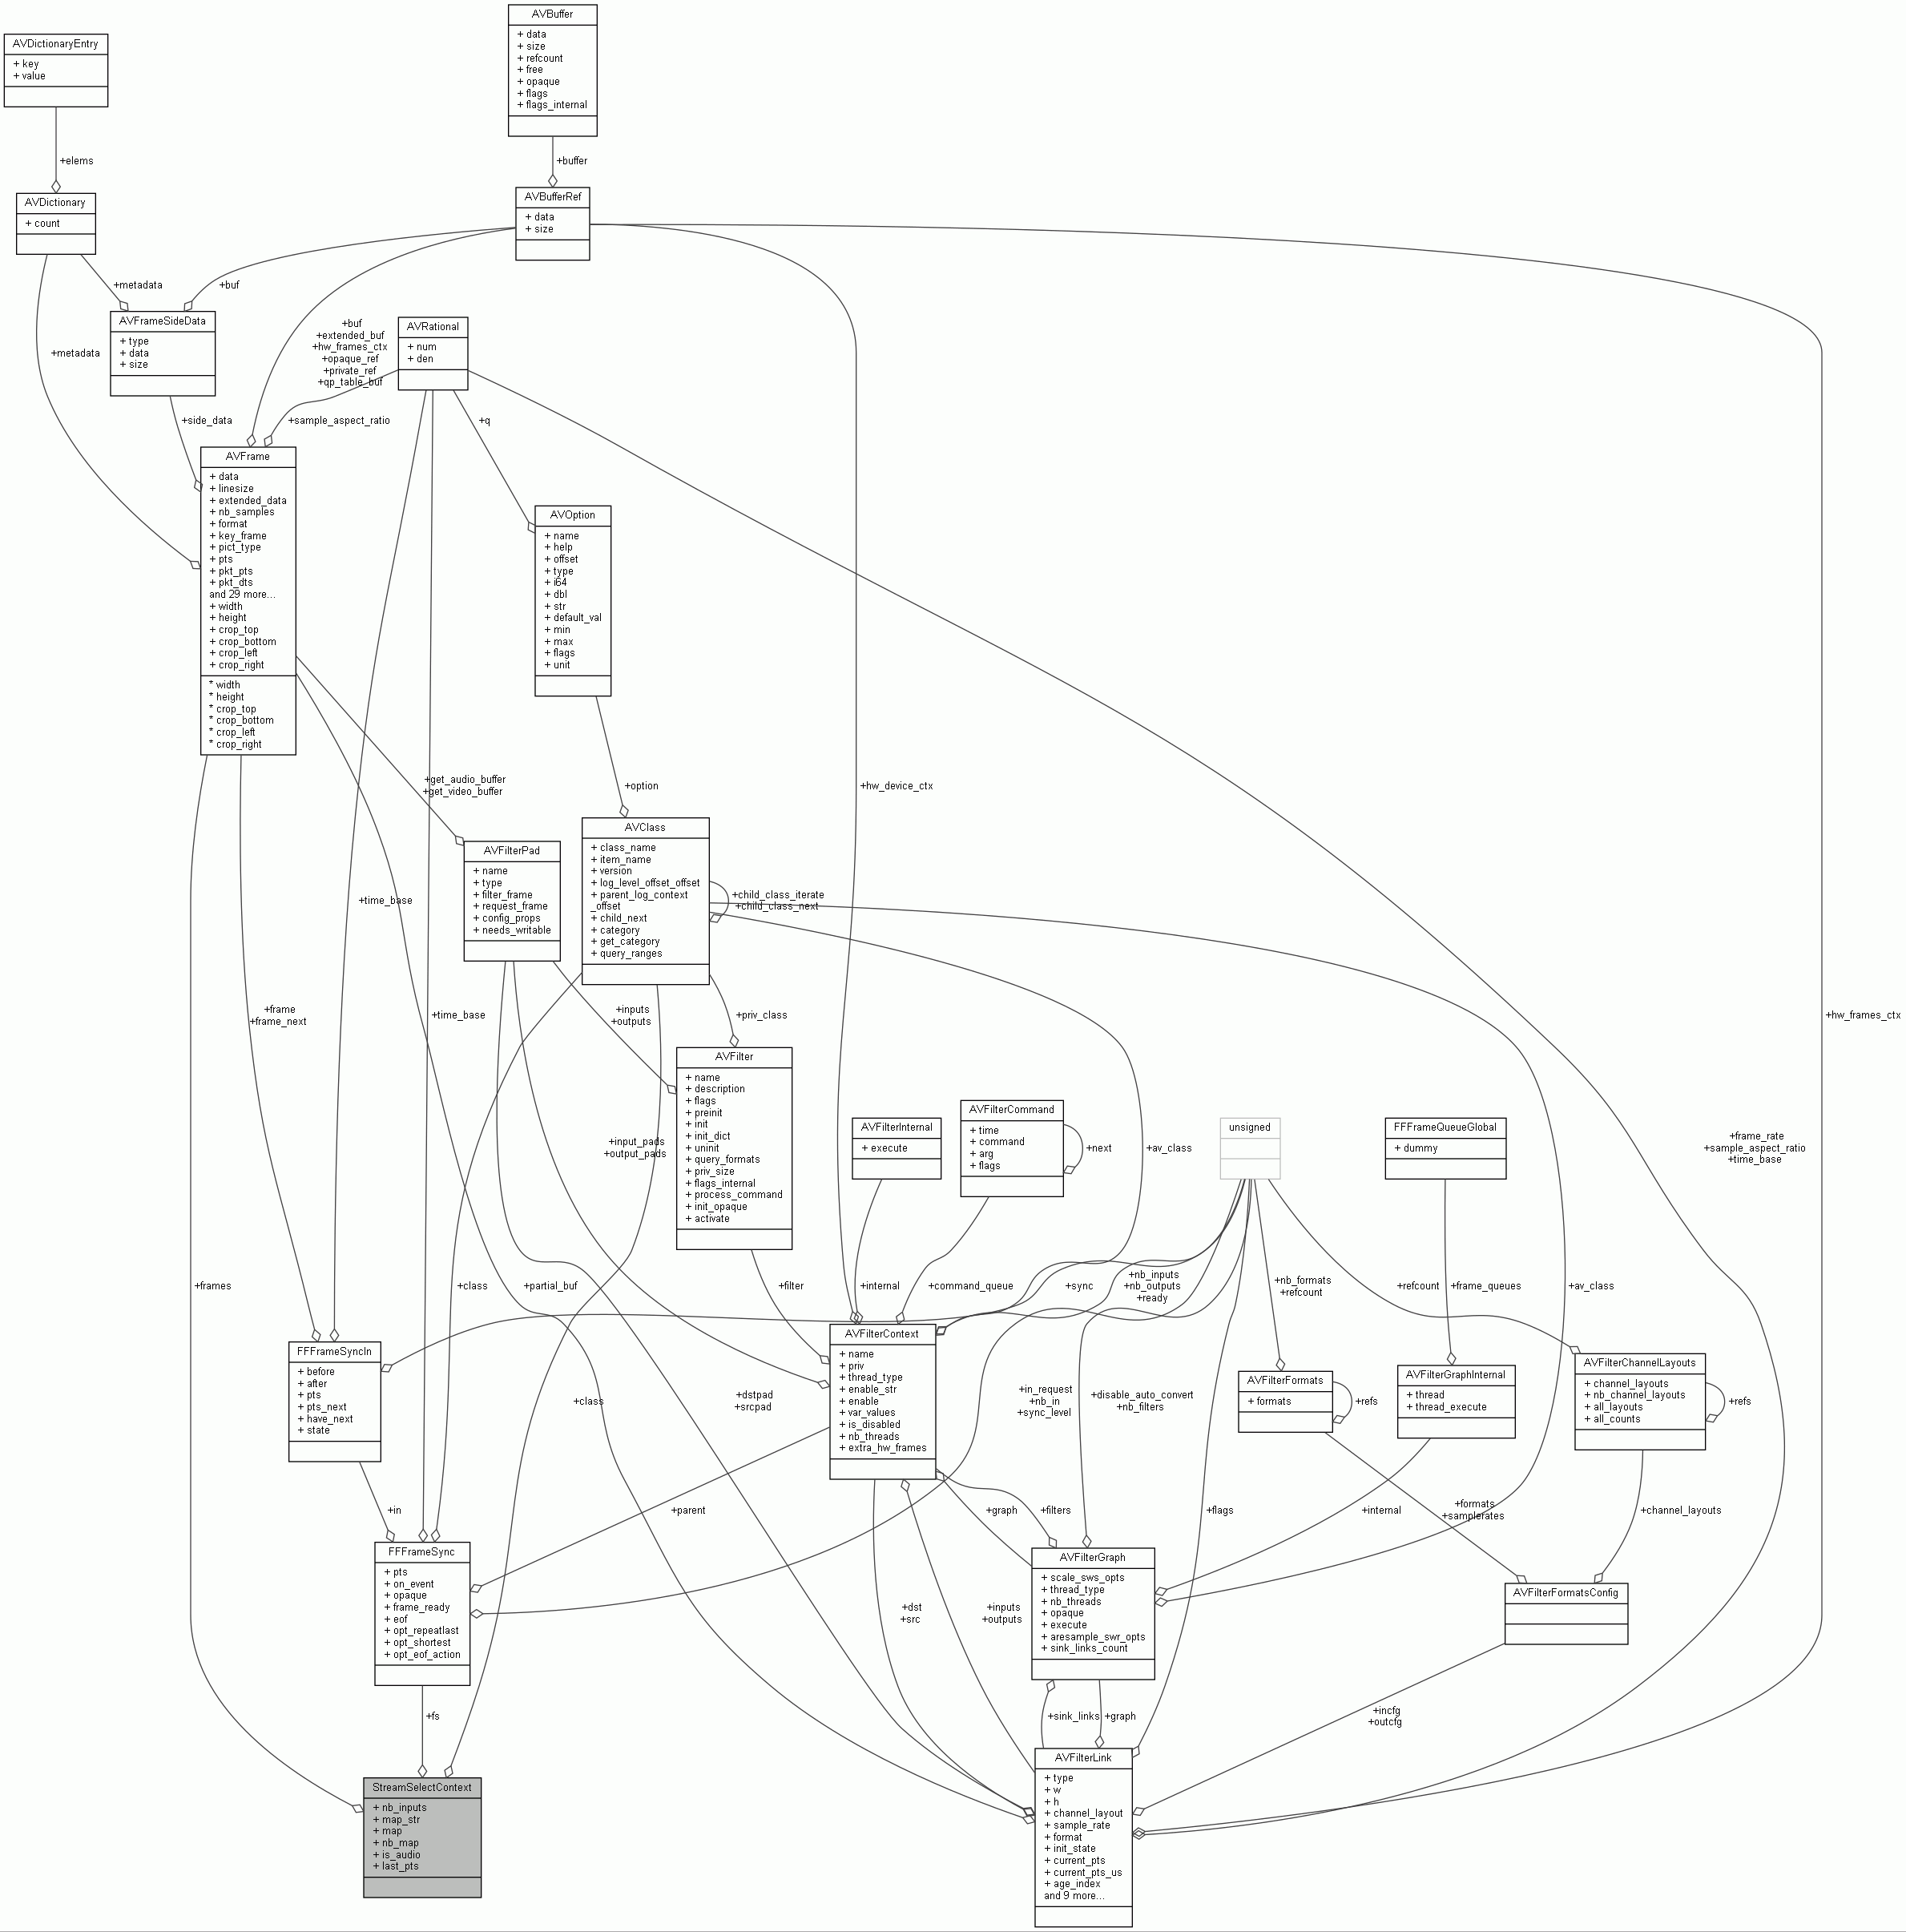 AVBuffer
+ data
+ size
+ refcount
+ free
+ opaque
+ flags
+ flags_internal
AVDictionaryEntry
+ key
+ value
+elems
+buffer
AVDictionary
+ count
AVBufferRef
+ data
+ size
+metadata
+buf
AVFrameSideData
+ type
+ data
+ size
+metadata
+buf
+extended_buf
+hw_frames_ctx
+opaque_ref
+private_ref
+qp_table_buf
AVRational
+ num
+ den
+side_data
+sample_aspect_ratio
+q
AVFrame
+ data
+ linesize
+ extended_data
+ nb_samples
+ format
+ key_frame
+ pict_type
+ pts
+ pkt_pts
+ pkt_dts
and 29 more...
+ width
+ height
+ crop_top
+ crop_bottom
+ crop_left
+ crop_right
* width
* height
* crop_top
* crop_bottom
* crop_left
* crop_right
AVOption
+ name
+ help
+ offset
+ type
+ i64
+ dbl
+ str
+ default_val
+ min
+ max
+ flags
+ unit
+get_audio_buffer
+get_video_buffer
+option
+hw_device_ctx
AVClass
+ class_name
+ item_name
+ version
+ log_level_offset_offset
+ parent_log_context
_offset
+ child_next
+ category
+ get_category
+ query_ranges
+child_class_iterate
+child_class_next
AVFilterPad
+ name
+ type
+ filter_frame
+ request_frame
+ config_props
+ needs_writable
+time_base
+frame
+frame_next
+time_base
+inputs
+outputs
+priv_class
+hw_frames_ctx
AVFilter
+ name
+ description
+ flags
+ preinit
+ init
+ init_dict
+ uninit
+ query_formats
+ priv_size
+ flags_internal
+ process_command
+ init_opaque
+ activate
+input_pads
+output_pads
AVFilterInternal
+ execute
AVFilterCommand
+ time
+ command
+ arg
+ flags
+next
+av_class
unsigned
FFFrameQueueGlobal
+ dummy
+frame_rate
+sample_aspect_ratio
+time_base
+frames
+class
+partial_buf
+filter
+internal
+command_queue
+sync
+nb_inputs
+nb_outputs
+ready
+nb_formats
+refcount
+refcount
+frame_queues
+av_class
FFFrameSyncIn
+ before
+ after
+ pts
+ pts_next
+ have_next
+ state
+class
+dstpad
+srcpad
AVFilterContext
+ name
+ priv
+ thread_type
+ enable_str
+ enable
+ var_values
+ is_disabled
+ nb_threads
+ extra_hw_frames
+in_request
+nb_in
+sync_level
+disable_auto_convert
+nb_filters
AVFilterFormats
+ formats
+refs
AVFilterGraphInternal
+ thread
+ thread_execute
AVFilterChannelLayouts
+ channel_layouts
+ nb_channel_layouts
+ all_layouts
+ all_counts
+refs
+in
+parent
+graph
+filters
+flags
+internal
+formats
+samplerates
+channel_layouts
FFFrameSync
+ pts
+ on_event
+ opaque
+ frame_ready
+ eof
+ opt_repeatlast
+ opt_shortest
+ opt_eof_action
+dst
+src
+inputs
+outputs
AVFilterGraph
+ scale_sws_opts
+ thread_type
+ nb_threads
+ opaque
+ execute
+ aresample_swr_opts
+ sink_links_count
AVFilterFormatsConfig
+fs
+sink_links
+graph
+incfg
+outcfg
StreamSelectContext
+ nb_inputs
+ map_str
+ map
+ nb_map
+ is_audio
+ last_pts
AVFilterLink
+ type
+ w
+ h
+ channel_layout
+ sample_rate
+ format
+ init_state
+ current_pts
+ current_pts_us
+ age_index
and 9 more...